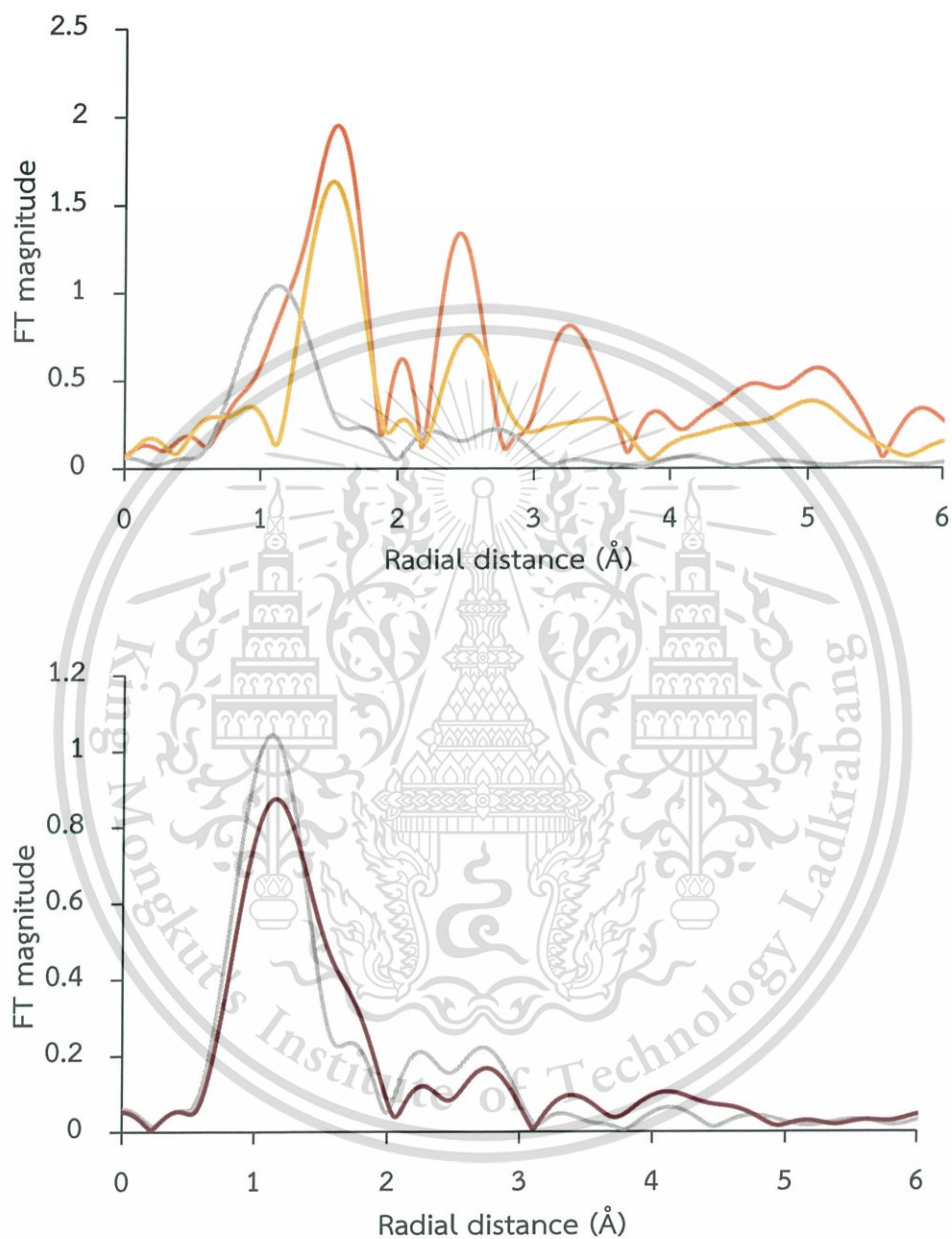 2.5
2
1.5
1
0.5
0
FT magnitude
0 1 2 3 4 5 6
Radial distance (Å)
1.2
1
0.8
0.6
0.4
0.2
0
FT magnitude
0 1 2 3 4 5 6
Radial distance (Å)
King Mongkut's Institute of Technology Ladkrabang